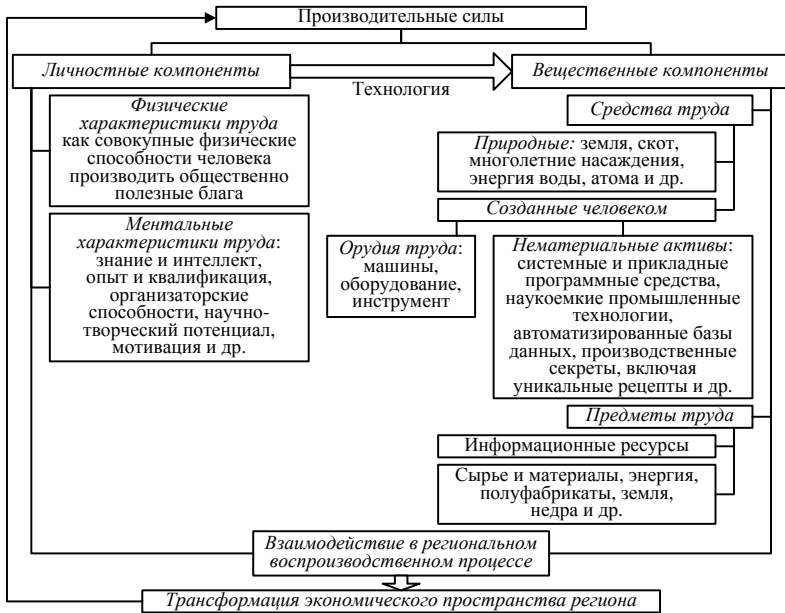 Производительные силы
Личностные компоненты
Технология
Вещественные компоненты
Физические
характеристики труда
как совокупные физические
способности человека
производить общественно
полезные блага
Ментальные
характеристики труда:
знание и интеллект,
опыт и квалификация,
организаторские
способности, научно-
творческий потенциал,
мотивация и др.
Средства труда
Природные: земля, скот,
многолетние насаждения,
энергия воды, атома и др.
Созданные человеком
Орудия труда:
машины,
оборудование,
инструмент
Нематериальные активы:
системные и прикладные
программные средства,
наукоемкие промышленные
технологии,
автоматизированные базы
данных, производственные
секреты, включая
уникальные рецепты и др.
Предметы труда
Информационные ресурсы
Сырье и материалы, энергия,
полуфабрикаты, земля,
недра и др.
Взаимодействие в региональном
воспроизводственном процессе
Трансформация экономического пространства региона